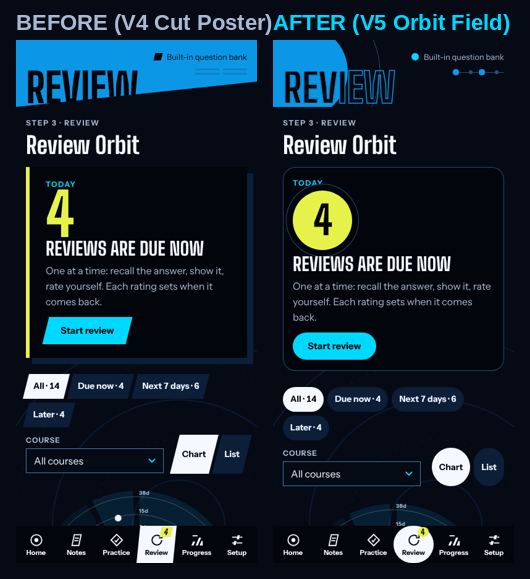 BEFORE (V4 Cut Poster)
Built-in question bank
REVIEW
STEP 3 · REVIEW
Review Orbit
TODAY
4
REVIEWS ARE DUE NOW
One at a time: recall the answer, show it,
rate yourself. Each rating sets when it
comes back.
Start review
All · 14
Due now · 4
Next 7 days · 6
Later · 4
COURSE
All courses
Chart
List
38d
15d
4
Home
Notes
Practice
Review
Progress
Setup
AFTER (V5 Orbit Field)
Built-in question bank
REVIEW
STEP 3 · REVIEW
Review Orbit
TODAY
4
REVIEWS ARE DUE NOW
One at a time: recall the answer, show it,
rate yourself. Each rating sets when it comes
back.
Start review
All · 14
Due now · 4
Next 7 days · 6
Later · 4
COURSE
All courses
Chart
List
38d
15d
4
Home
Notes
Practice
Review
Progress
Setup